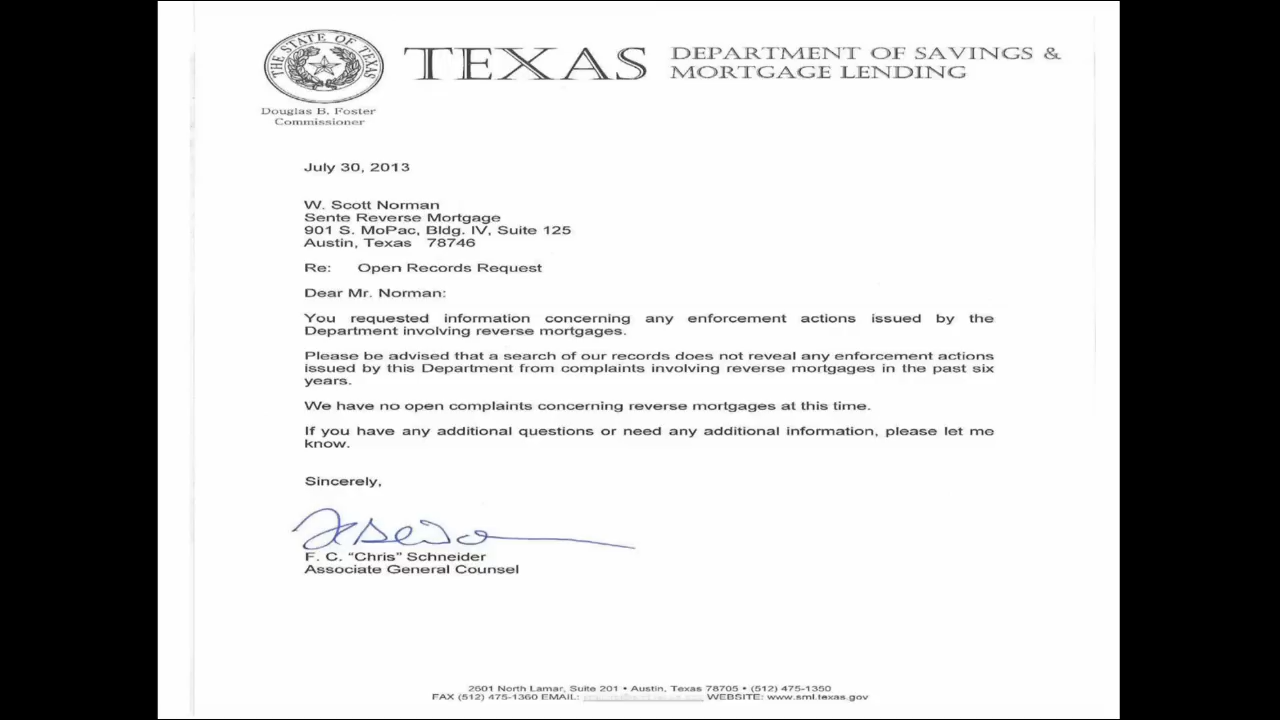 THE STATE OF TEXAS
TEXAS
DEPARTMENT OF SAVINGS &
MORTGAGE LENDING
Douglas B. Foster
Commissioner
July 30, 2013
W. Scott Norman
Sente Reverse Mortgage
901 S. MoPac, Bldg. IV, Suite 125
Austin, Texas 78746
Re: Open Records Request
Dear Mr. Norman:
You requested information concerning any enforcement actions issued by the
Department involving reverse mortgages.
Please be advised that a search of our records does not reveal any enforcement actions
issued by this Department from complaints involving reverse mortgages in the past six
years.
We have no open complaints concerning reverse mortgages at this time.
If you have any additional questions or need any additional information, please let me
know.
Sincerely,
F. C. “Chris” Schneider
Associate General Counsel
2601 North Lamar, Suite 201 • Austin, Texas 78705 • (512) 475-1350
FAX (512) 475-1360 EMAIL: WEBSITE: www.sml.texas.gov